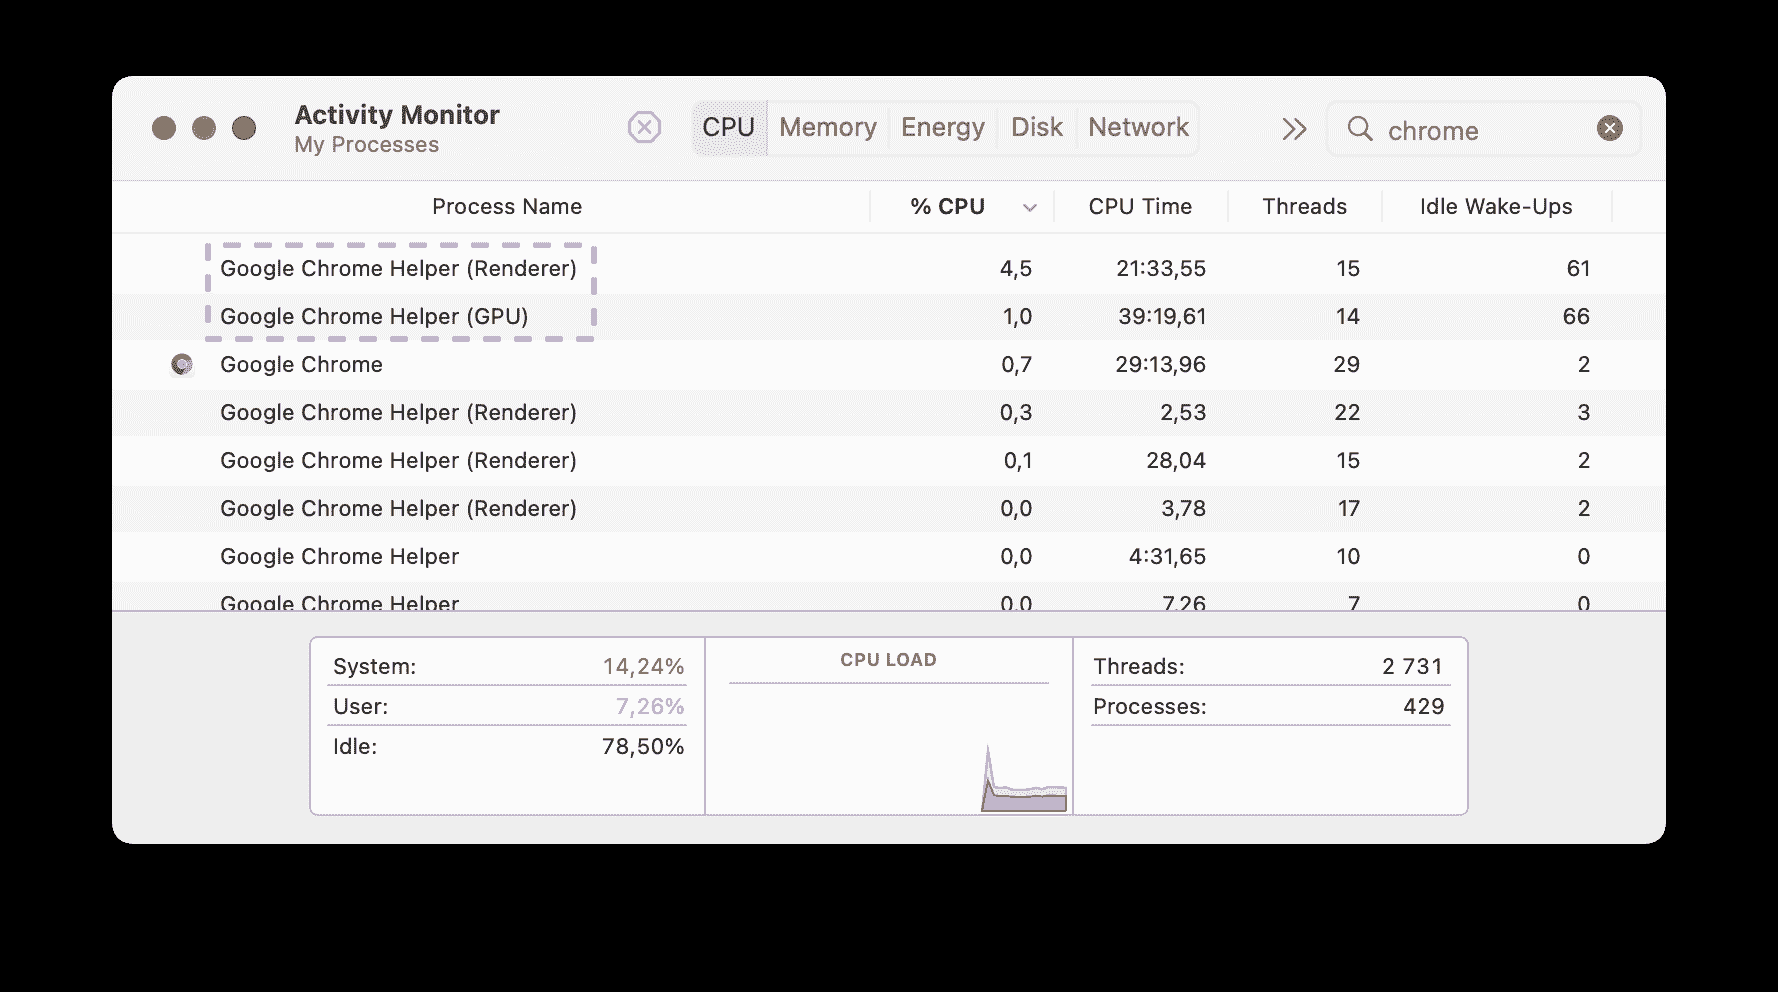 Activity Monitor
My Processes
CPU Memory Energy Disk Network
chrome
Process Name % CPU CPU Time Threads Idle Wake-Ups
Google Chrome Helper (Renderer) 4,5 21:33,55 15 61
Google Chrome Helper (GPU) 1,0 39:19,61 14 66
Google Chrome 0,7 29:13,96 29 2
Google Chrome Helper (Renderer) 0,3 2,53 22 3
Google Chrome Helper (Renderer) 0,1 28,04 15 2
Google Chrome Helper (Renderer) 0,0 3,78 17 2
Google Chrome Helper 0,0 4:31,65 10 0
Google Chrome Helper 0,0 7,26 7 0
System: 14,24%
User: 7,26%
Idle: 78,50%
CPU LOAD
Threads: 2 731
Processes: 429